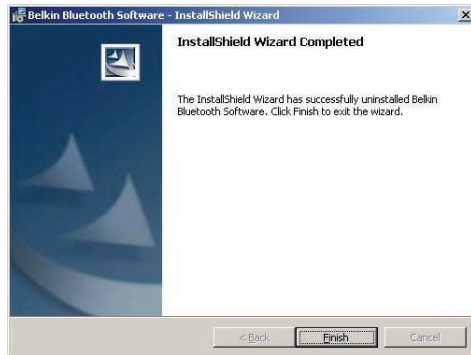 Belkin Bluetooth Software - InstallShield Wizard
InstallShield Wizard Completed
The InstallShield Wizard has successfully uninstalled Belkin
Bluetooth Software. Click Finish to exit the wizard.
< Back
Finish
Cancel